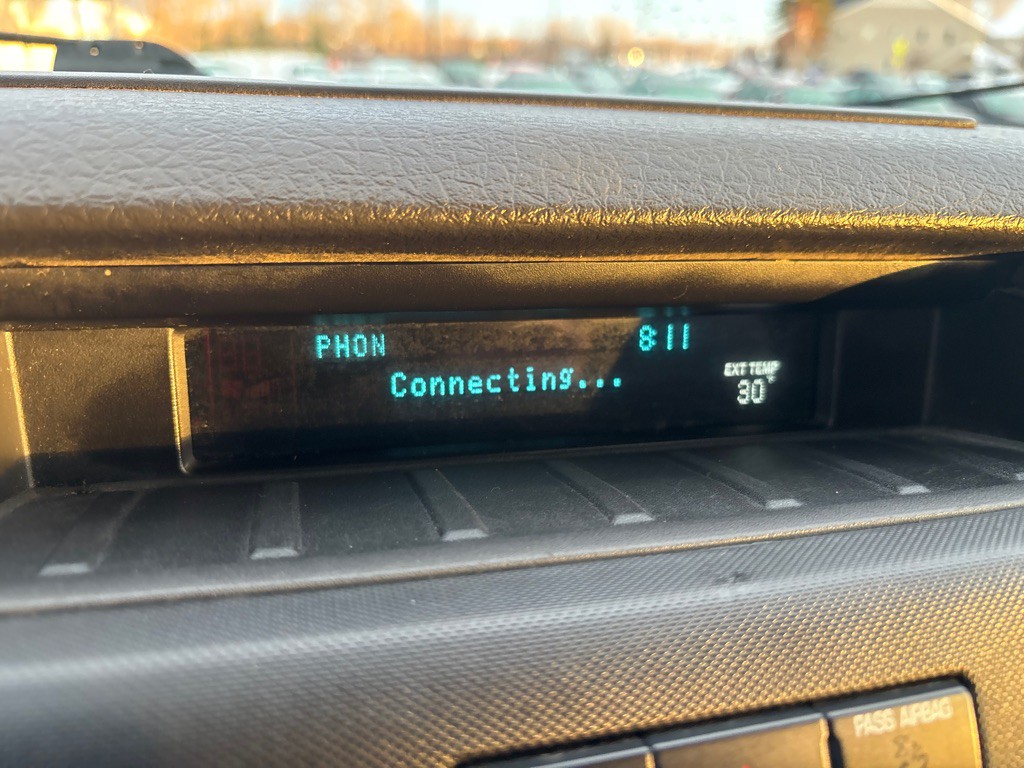 PHON 8:11
Connecting...
EXT TEMP
30°
PASS AIRBAG